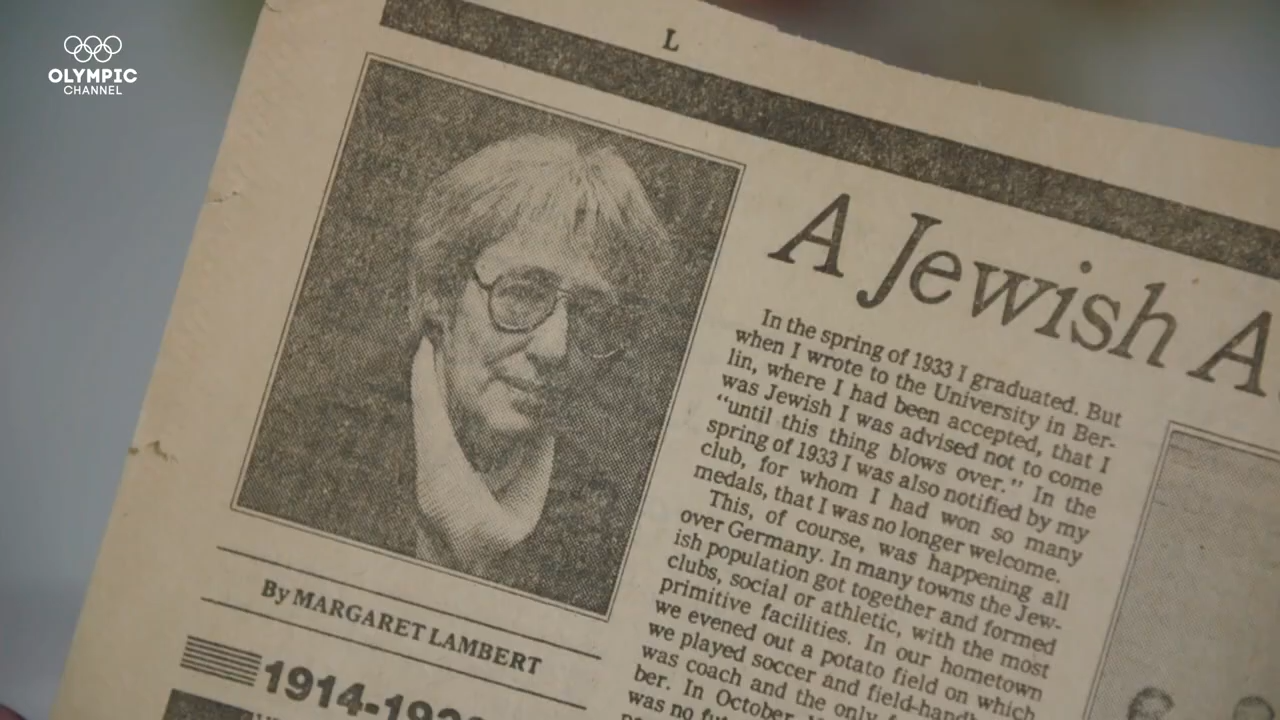 OLYMPIC
CHANNEL
L
A Jewish A
In the spring of 1933 I graduated. But
when I wrote to the University in Ber-
lin, where I had been accepted, that I
was Jewish I was advised not to come
“until this thing blows over.” In the
spring of 1933 I was also notified by my
club, for whom I had won so many
medals, that I was no longer welcome.
This, of course, was happening all
over Germany. In many towns the Jew-
ish population got together and formed
clubs, social or athletic, with the most
primitive facilities. In our hometown
we evened out a potato field on which
we played soccer and field-handb
was coach and the only f
ber. In October,
was no fu
By MARGARET LAMBERT
1914-193